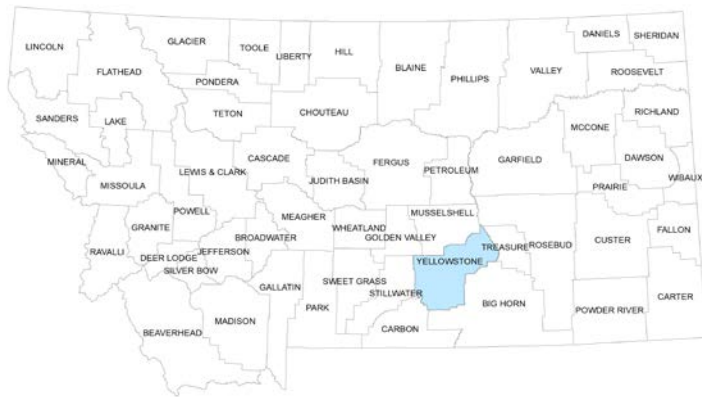 LINCOLN
FLATHEAD
GLACIER
TOOLE
LIBERTY
HILL
BLAINE
PHILLIPS
VALLEY
DANIELS
SHERIDAN
ROOSEVELT
PONDERA
TETON
CHOUTEAU
SANDERS
LAKE
MINERAL
MISSOULA
LEWIS & CLARK
CASCADE
JUDITH BASIN
FERGUS
PETROLEUM
GARFIELD
MCCONE
RICHLAND
DAWSON
PRAIRIE
WIBAUX
POWELL
GRANITE
RAVALLI
DEER LODGE
SILVER BOW
JEFFERSON
BROADWATER
MEAGHER
WHEATLAND
GOLDEN VALLEY
MUSSELSHELL
TREASURE
ROSEBUD
CUSTER
FALLON
YELLOWSTONE
BEAVERHEAD
MADISON
GALLATIN
PARK
SWEET GRASS
STILLWATER
CARBON
BIG HORN
POWDER RIVER
CARTER